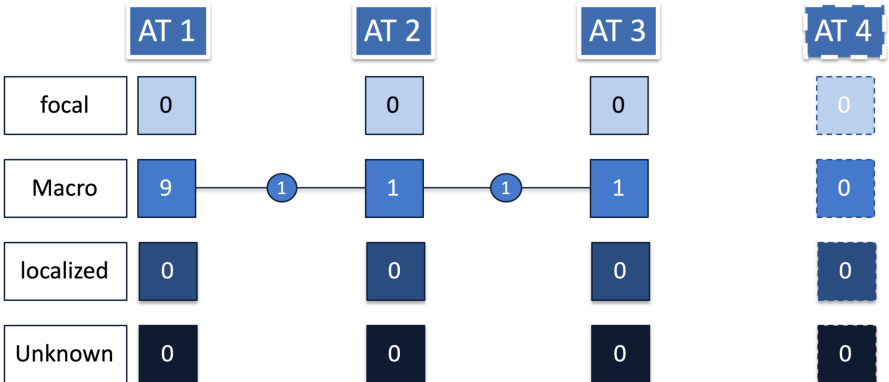 AT 1 AT 2 AT 3 AT 4
focal 0 0 0 0
Macro 9 1 1 1 1 0
localized 0 0 0 0
Unknown 0 0 0 0